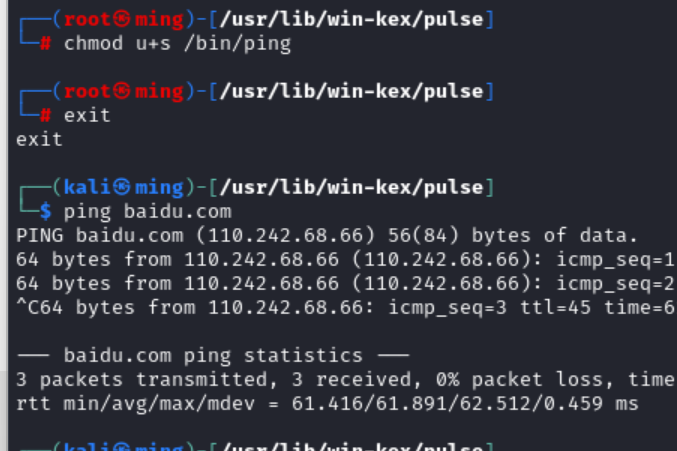 ┌──(root㉿ming)-[/usr/lib/win-kex/pulse]
└─# chmod u+s /bin/ping
┌──(root㉿ming)-[/usr/lib/win-kex/pulse]
└─# exit
exit
┌──(kali㉿ming)-[/usr/lib/win-kex/pulse]
└─$ ping baidu.com
PING baidu.com (110.242.68.66) 56(84) bytes of data.
64 bytes from 110.242.68.66 (110.242.68.66): icmp_seq=1
64 bytes from 110.242.68.66 (110.242.68.66): icmp_seq=2
^C64 bytes from 110.242.68.66: icmp_seq=3 ttl=45 time=6
--- baidu.com ping statistics ---
3 packets transmitted, 3 received, 0% packet loss, time
rtt min/avg/max/mdev = 61.416/61.891/62.512/0.459 ms
┌──(kali㉿ming)-[/usr/lib/win-kex/pulse]